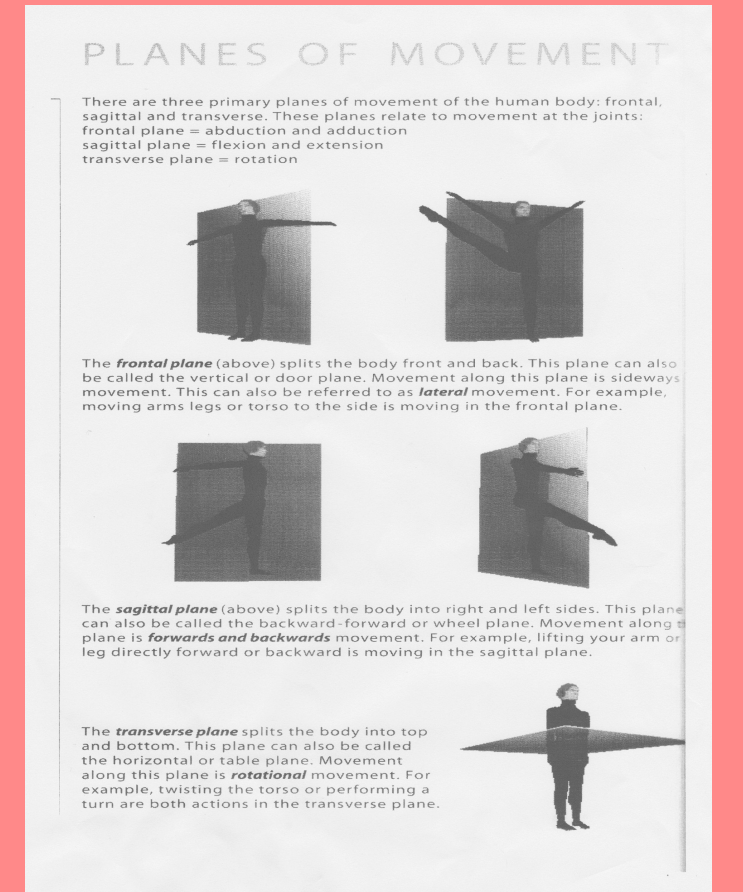 PLANES OF MOVEMENT
There are three primary planes of movement of the human body: frontal,
sagittal and transverse. These planes relate to movement at the joints:
frontal plane = abduction and adduction
sagittal plane = flexion and extension
transverse plane = rotation
The frontal plane (above) splits the body front and back. This plane can also
be called the vertical or door plane. Movement along this plane is sideways
movement. This can also be referred to as lateral movement. For example,
moving arms legs or torso to the side is moving in the frontal plane.
The sagittal plane (above) splits the body into right and left sides. This plane
can also be called the backward-forward or wheel plane. Movement along
plane is forwards and backwards movement. For example, lifting your arm or
leg directly forward or backward is moving in the sagittal plane.
The transverse plane splits the body into top
and bottom. This plane can also be called
the horizontal or table plane. Movement
along this plane is rotational movement. For
example, twisting the torso or performing a
turn are both actions in the transverse plane.